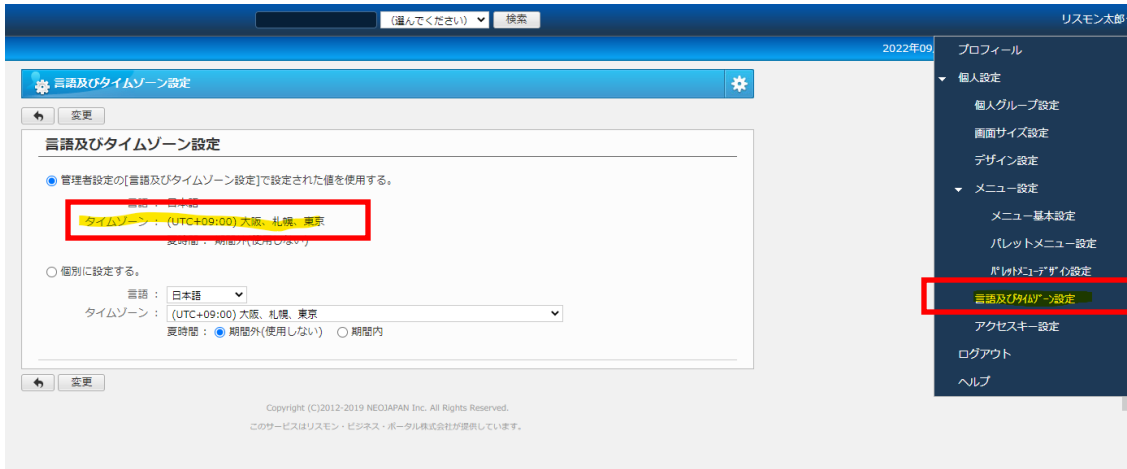 (選んでください) 検索 リスモン太郎
2022年09
言語及びタイムゾーン設定
変更
言語及びタイムゾーン設定
管理者設定の[言語及びタイムゾーン設定]で設定された値を使用する。
言語 : 日本語
タイムゾーン : (UTC+09:00) 大阪、札幌、東京
夏時間 : 期間外(使用しない)
個別に設定する。
言語 : 日本語
タイムゾーン : (UTC+09:00) 大阪、札幌、東京
夏時間 : 期間外(使用しない) 期間内
変更
Copyright (C)2012-2019 NEOJAPAN Inc. All Rights Reserved.
このサービスはリスモン・ビジネス・ポータル株式会社が提供しています。
プロフィール
個人設定
個人グループ設定
画面サイズ設定
デザイン設定
メニュー設定
メニュー基本設定
パレットメニュー設定
ﾊﾟﾚｯﾄﾒﾆｭｰﾃﾞｻﾞｲﾝ設定
言語及びﾀｲﾑｿﾞｰﾝ設定
アクセスキー設定
ログアウト
ヘルプ